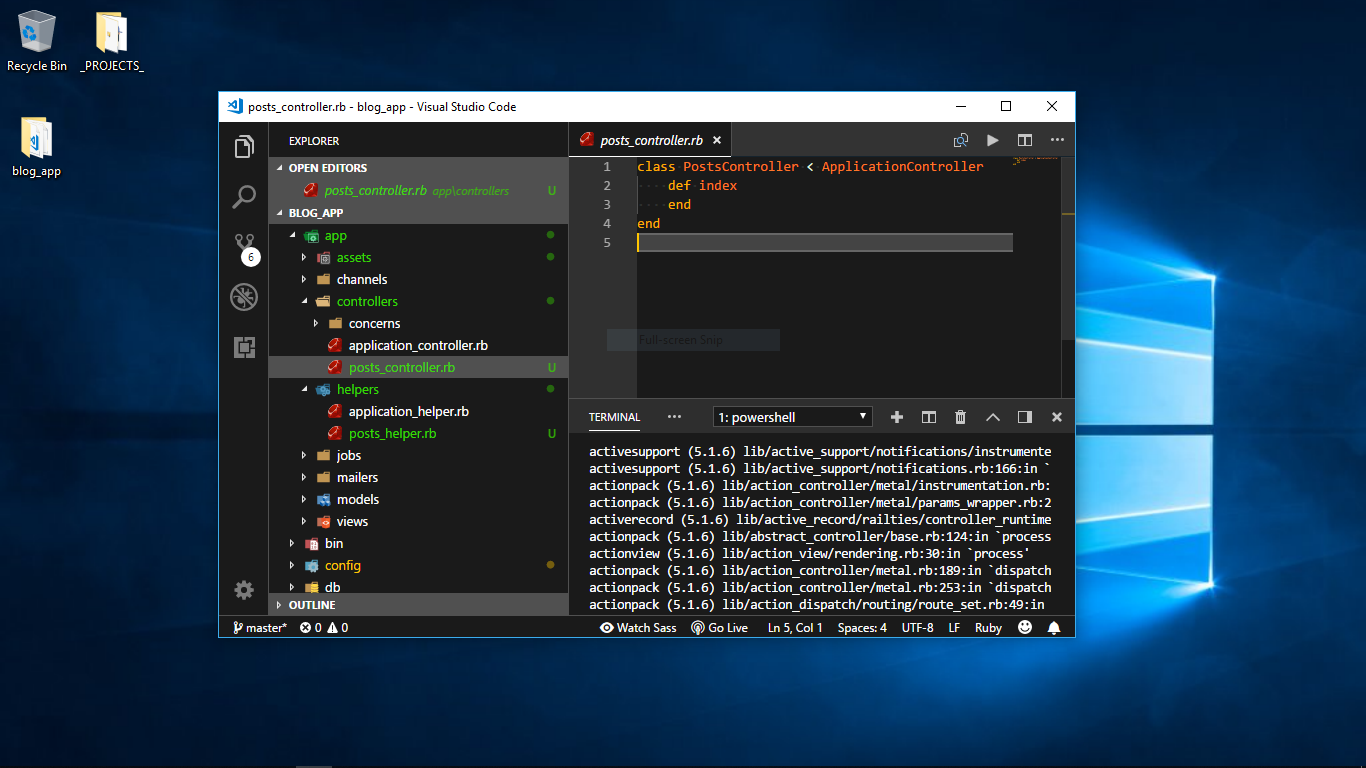 Recycle Bin
_PROJECTS_
blog_app
posts_controller.rb - blog_app - Visual Studio Code
EXPLORER
OPEN EDITORS
posts_controller.rb app\controllers U
BLOG_APP
app
assets
channels
controllers
concerns
application_controller.rb
posts_controller.rb U
helpers
application_helper.rb
posts_helper.rb U
jobs
mailers
models
views
bin
config
db
OUTLINE
6
posts_controller.rb
1 class PostsController < ApplicationController
2 def index
3 end
4 end
5
Full-screen Snip
TERMINAL
1: powershell
activesupport (5.1.6) lib/active_support/notifications/instrumente
activesupport (5.1.6) lib/active_support/notifications.rb:166:in `
actionpack (5.1.6) lib/action_controller/metal/instrumentation.rb:
actionpack (5.1.6) lib/action_controller/metal/params_wrapper.rb:2
activerecord (5.1.6) lib/active_record/railties/controller_runtime
actionpack (5.1.6) lib/abstract_controller/base.rb:124:in `process
actionview (5.1.6) lib/action_view/rendering.rb:30:in `process'
actionpack (5.1.6) lib/action_controller/metal.rb:189:in `dispatch
actionpack (5.1.6) lib/action_controller/metal.rb:253:in `dispatch
actionpack (5.1.6) lib/action_dispatch/routing/route_set.rb:49:in
master* 0 0 Watch Sass Go Live Ln 5, Col 1 Spaces: 4 UTF-8 LF Ruby